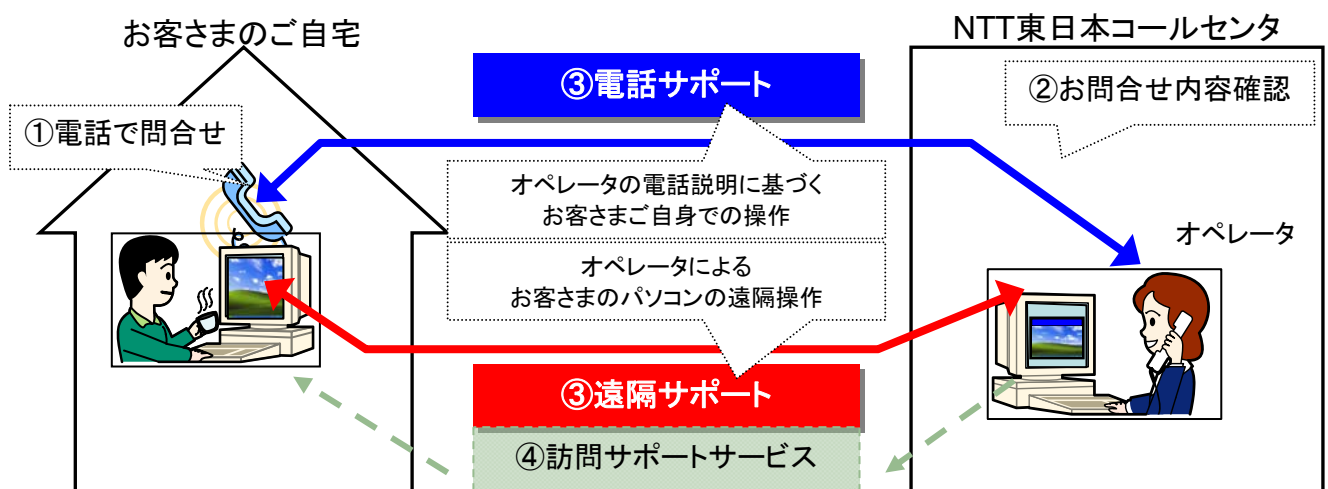 お客さまのご自宅
NTT東日本コールセンタ
③電話サポート
②お問合せ内容確認
①電話で問合せ
オペレータの電話説明に基づく
お客さまご自身での操作
オペレータ
オペレータによる
お客さまのパソコンの遠隔操作
③遠隔サポート
④訪問サポートサービス